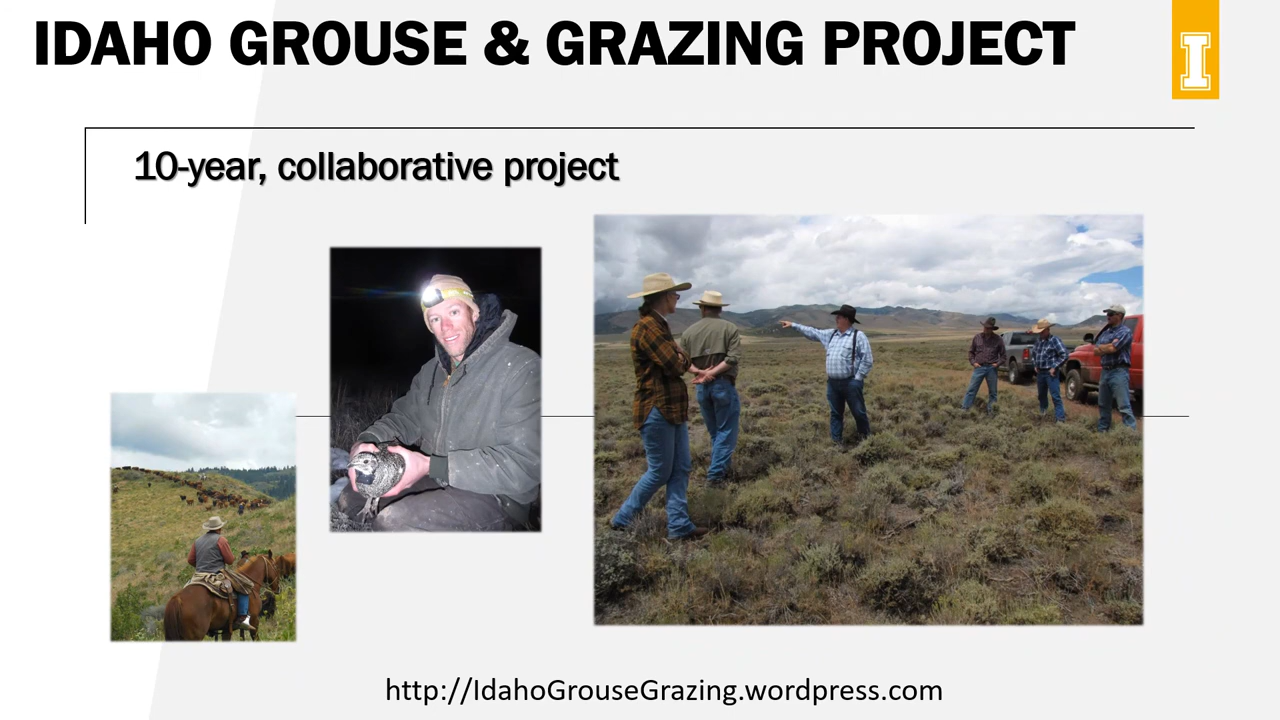 IDAHO GROUSE & GRAZING PROJECT
I
10-year, collaborative project
http://IdahoGrouseGrazing.wordpress.com